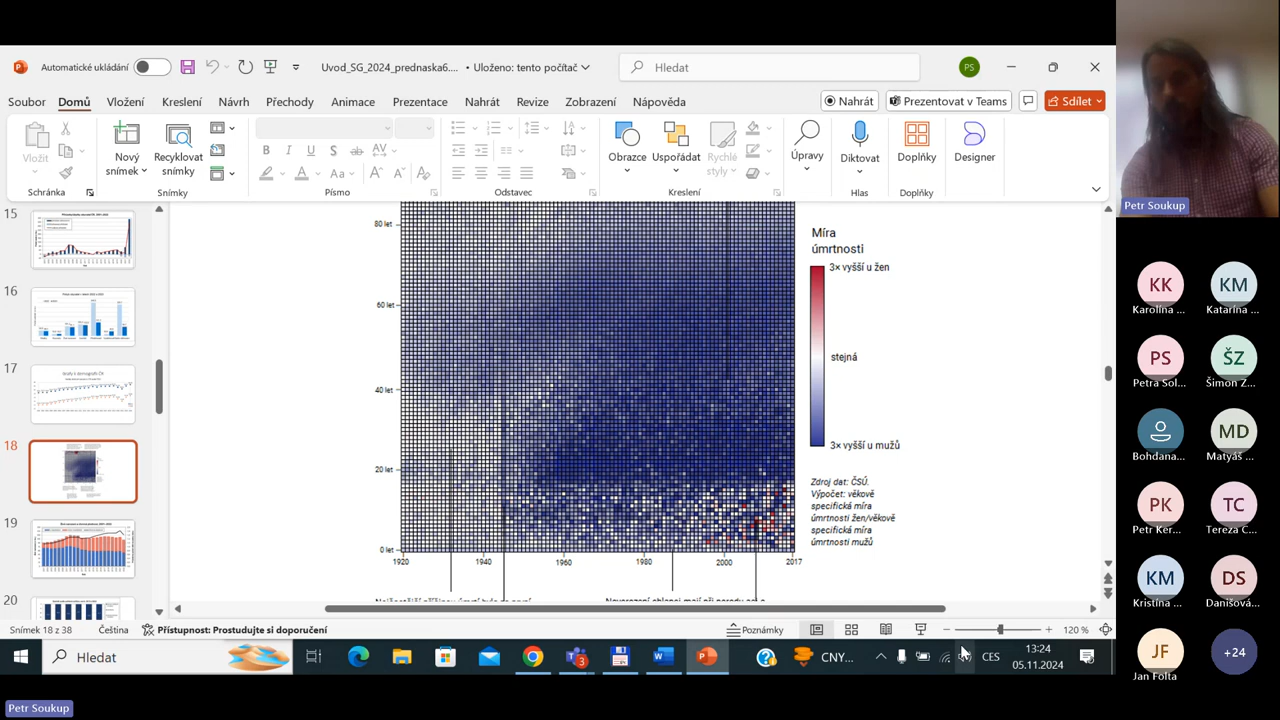 Automatické ukládání
Uvod_SG_2024_prednaska6.... • Uloženo: tento počítač
Hledat
PS
Soubor Domů Vložení Kreslení Návrh Přechody Animace Prezentace Nahrát Revize Zobrazení Nápověda
Nahrát
Prezentovat v Teams
Sdílet
Vložit
Nový snímek
Recyklovat snímky
Obrazce
Uspořádat
Rychlé styly
Úpravy
Diktovat
Doplňky
Designer
Schránka
Snímky
Písmo
Odstavec
Kreslení
Hlas
Doplňky
15
16
17
18
19
20
80 let
60 let
40 let
20 let
0 let
1920 1940 1960 1980 2000 2017
Míra
úmrtnosti
3× vyšší u žen
stejná
3× vyšší u mužů
Zdroj dat: ČSÚ.
Výpočet: věkově
specifická míra
úmrtnosti žen/věkově
specifická míra
úmrtnosti mužů
Snímek 18 z 38
Čeština
Přístupnost: Prostudujte si doporučení
Poznámky
120 %
Hledat
3
CNY...
CES
13:24
05.11.2024
Petr Soukup
Petr Soukup
KK
Karolína ...
KM
Katarína ...
PS
Petra Sol...
ŠZ
Šimon Z...
Bohdana...
MD
Matyáš ...
PK
Petr Ker...
TC
Tereza C...
KM
Kristína ...
DS
Danišová...
JF
Jan Folta
+24